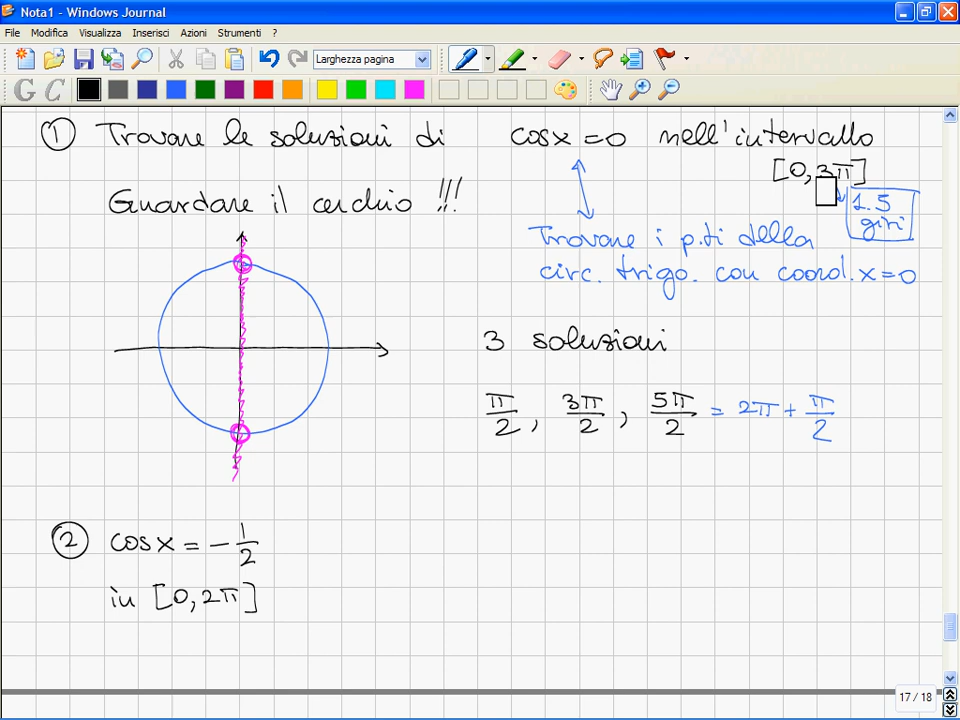 Nota1 - Windows Journal
File Modifica Visualizza Inserisci Azioni Strumenti ?
Larghezza pagina
① Trovare le soluzioni di cosx = 0 nell'intervallo
[0, 3π]
Guardare il cerchio !!!
1.5
giri
Trovare i p.ti della
circ. trigo. con coord. x = 0
3 soluzioni
π/2, 3π/2, 5π/2 = 2π + π/2
② cosx = -1/2
in [0, 2π]
17 / 18